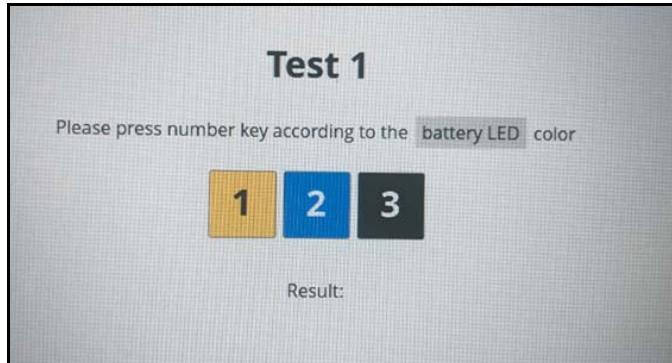 Test 1
Please press number key according to the battery LED color
1 2 3
Result: